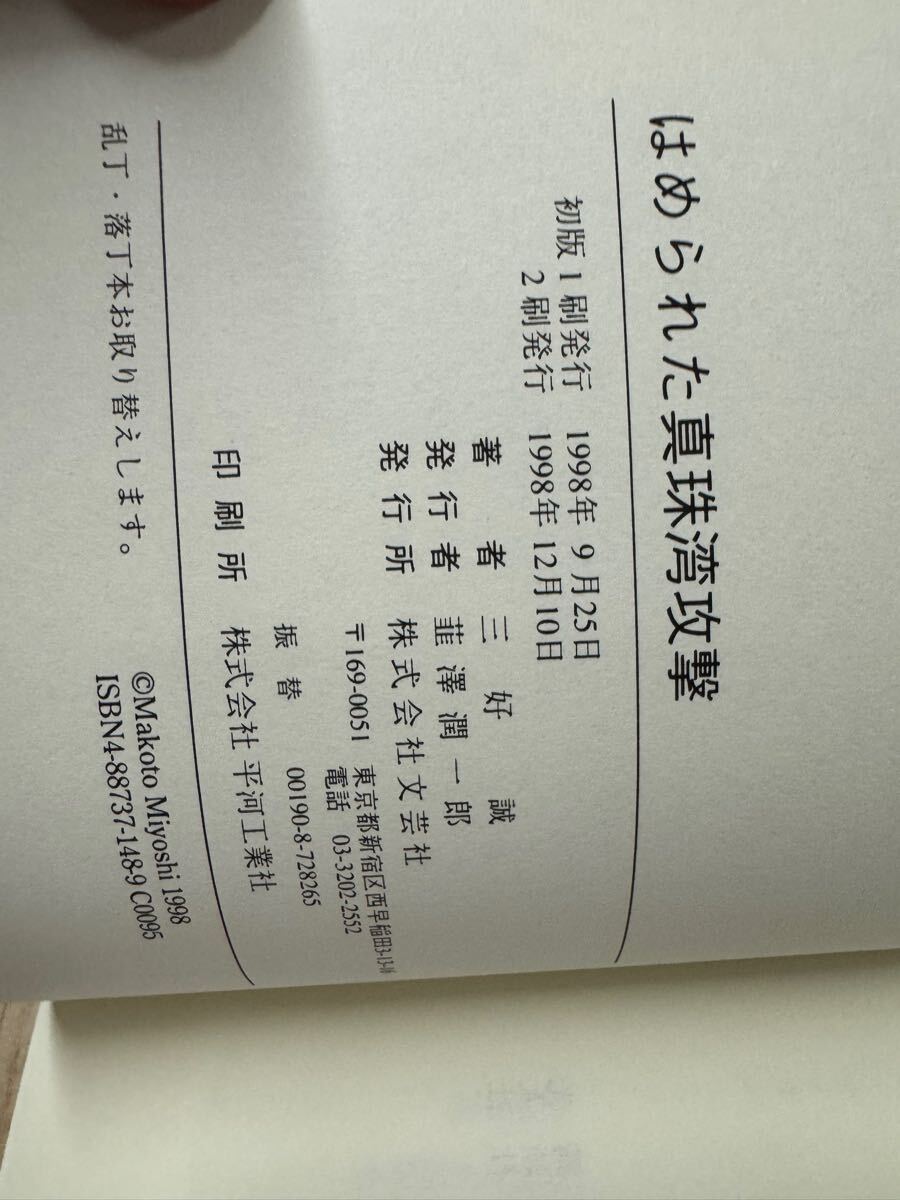 はめられた真珠湾攻撃
初版1刷発行 1998年 9月25日
2刷発行 1998年 12月10日
著者 三好 誠
発行者 韮澤潤一郎
発行所 株式会社文芸社
〒169-0051 東京都新宿区西早稲田3-13-16
電話 03-3202-2552
振替 00190-8-728265
印刷所 株式会社 平河工業社
©Makoto Miyoshi 1998
乱丁・落丁本お取り替えします。
ISBN4-88737-148-9 C0095